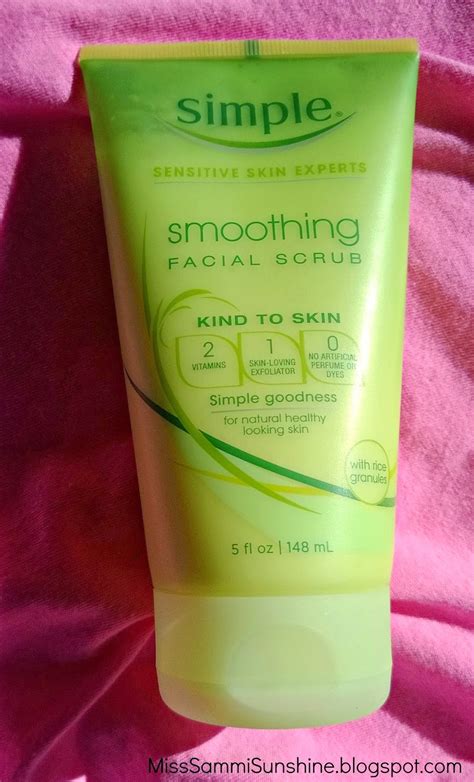 simple®
SENSITIVE SKIN EXPERTS
smoothing
FACIAL SCRUB
KIND TO SKIN
2
VITAMINS
1
SKIN-LOVING
EXFOLIATOR
0
NO ARTIFICIAL
PERFUME OR
DYES
Simple goodness
for natural healthy
looking skin
with rice
granules
5 fl oz | 148 mL
MissSammiSunshine.blogspot.com